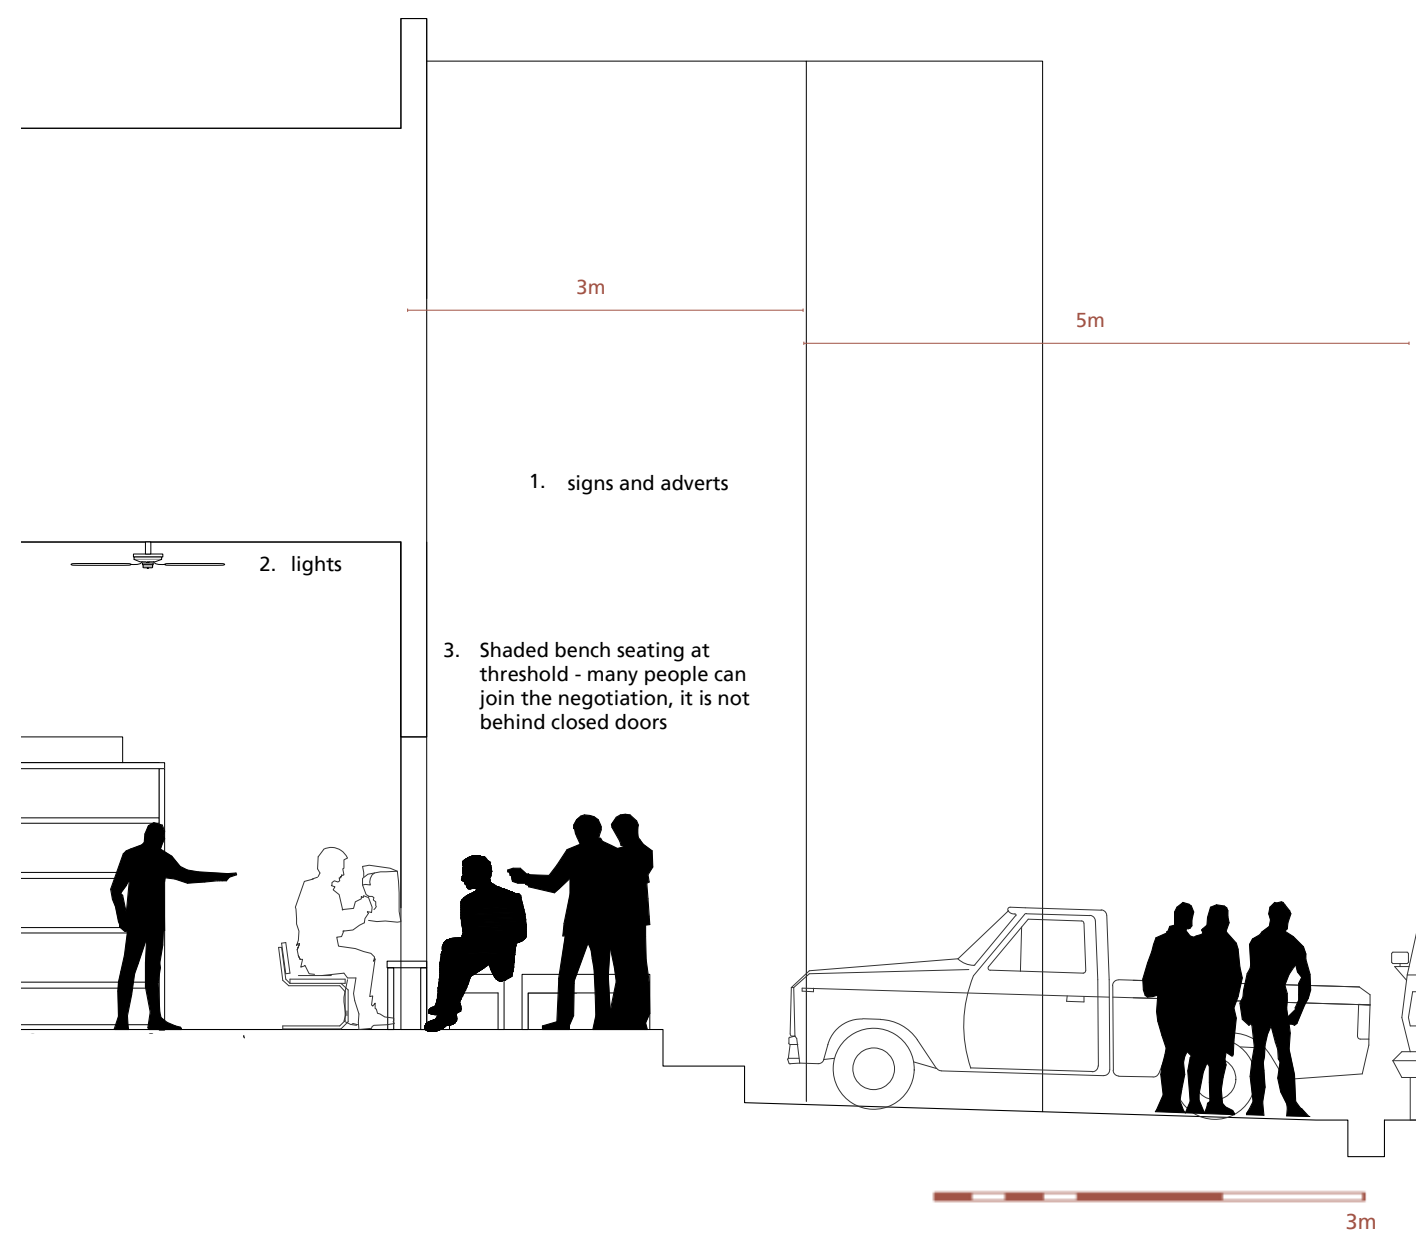 3m
5m
1. signs and adverts
2. lights
3. Shaded bench seating at
threshold - many people can
join the negotiation, it is not
behind closed doors
3m